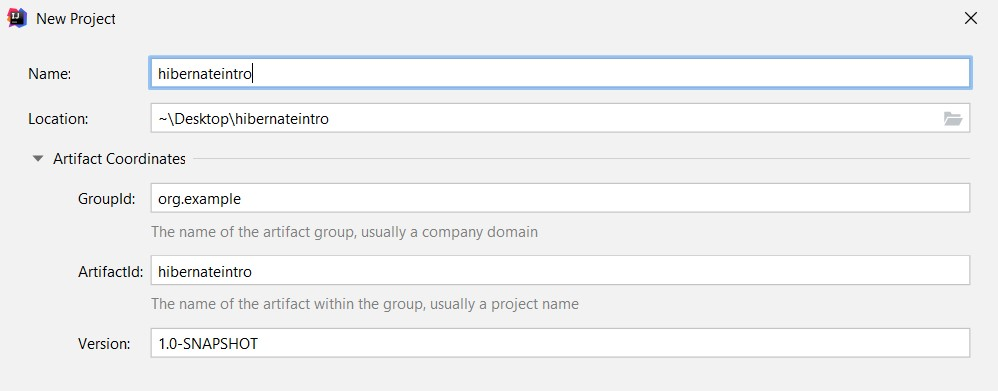 New Project
Name: hibernateintro
Location: ~\Desktop\hibernateintro
Artifact Coordinates
GroupId: org.example
The name of the artifact group, usually a company domain
ArtifactId: hibernateintro
The name of the artifact within the group, usually a project name
Version: 1.0-SNAPSHOT